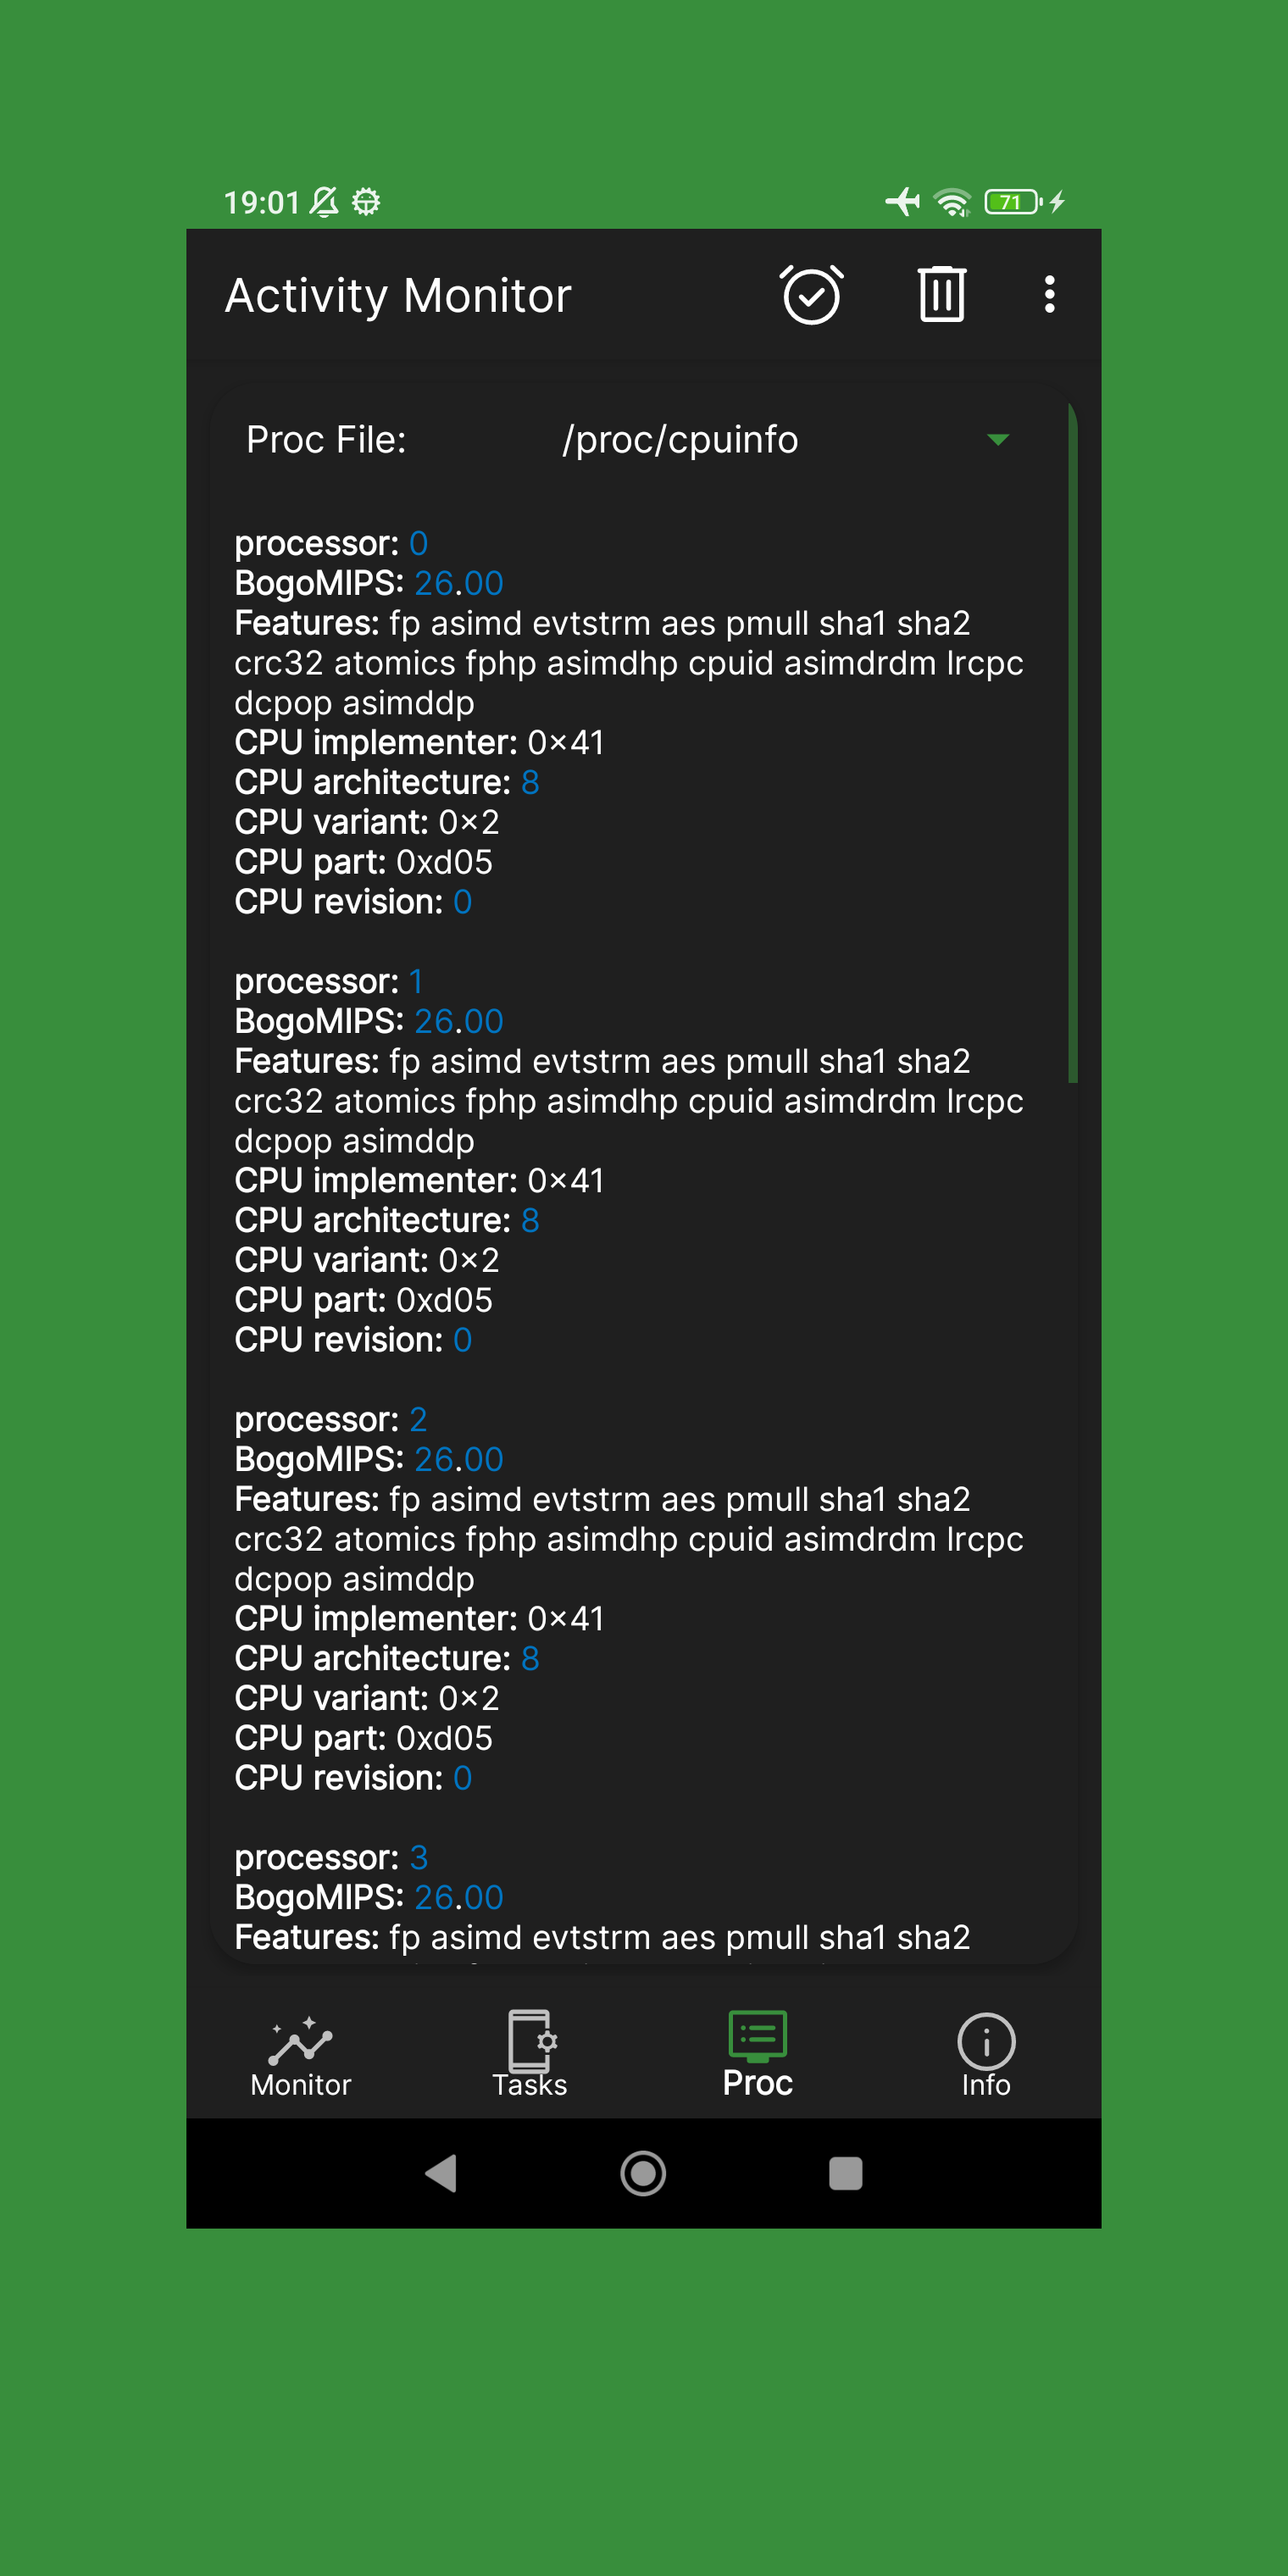 19:01
71
Activity Monitor
Proc File: /proc/cpuinfo
processor: 0
BogoMIPS: 26.00
Features: fp asimd evtstrm aes pmull sha1 sha2
crc32 atomics fphp asimdhp cpuid asimdrdm lrcpc
dcpop asimddp
CPU implementer: 0×41
CPU architecture: 8
CPU variant: 0×2
CPU part: 0xd05
CPU revision: 0
processor: 1
BogoMIPS: 26.00
Features: fp asimd evtstrm aes pmull sha1 sha2
crc32 atomics fphp asimdhp cpuid asimdrdm lrcpc
dcpop asimddp
CPU implementer: 0×41
CPU architecture: 8
CPU variant: 0×2
CPU part: 0xd05
CPU revision: 0
processor: 2
BogoMIPS: 26.00
Features: fp asimd evtstrm aes pmull sha1 sha2
crc32 atomics fphp asimdhp cpuid asimdrdm lrcpc
dcpop asimddp
CPU implementer: 0×41
CPU architecture: 8
CPU variant: 0×2
CPU part: 0xd05
CPU revision: 0
processor: 3
BogoMIPS: 26.00
Features: fp asimd evtstrm aes pmull sha1 sha2
Monitor Tasks Proc Info